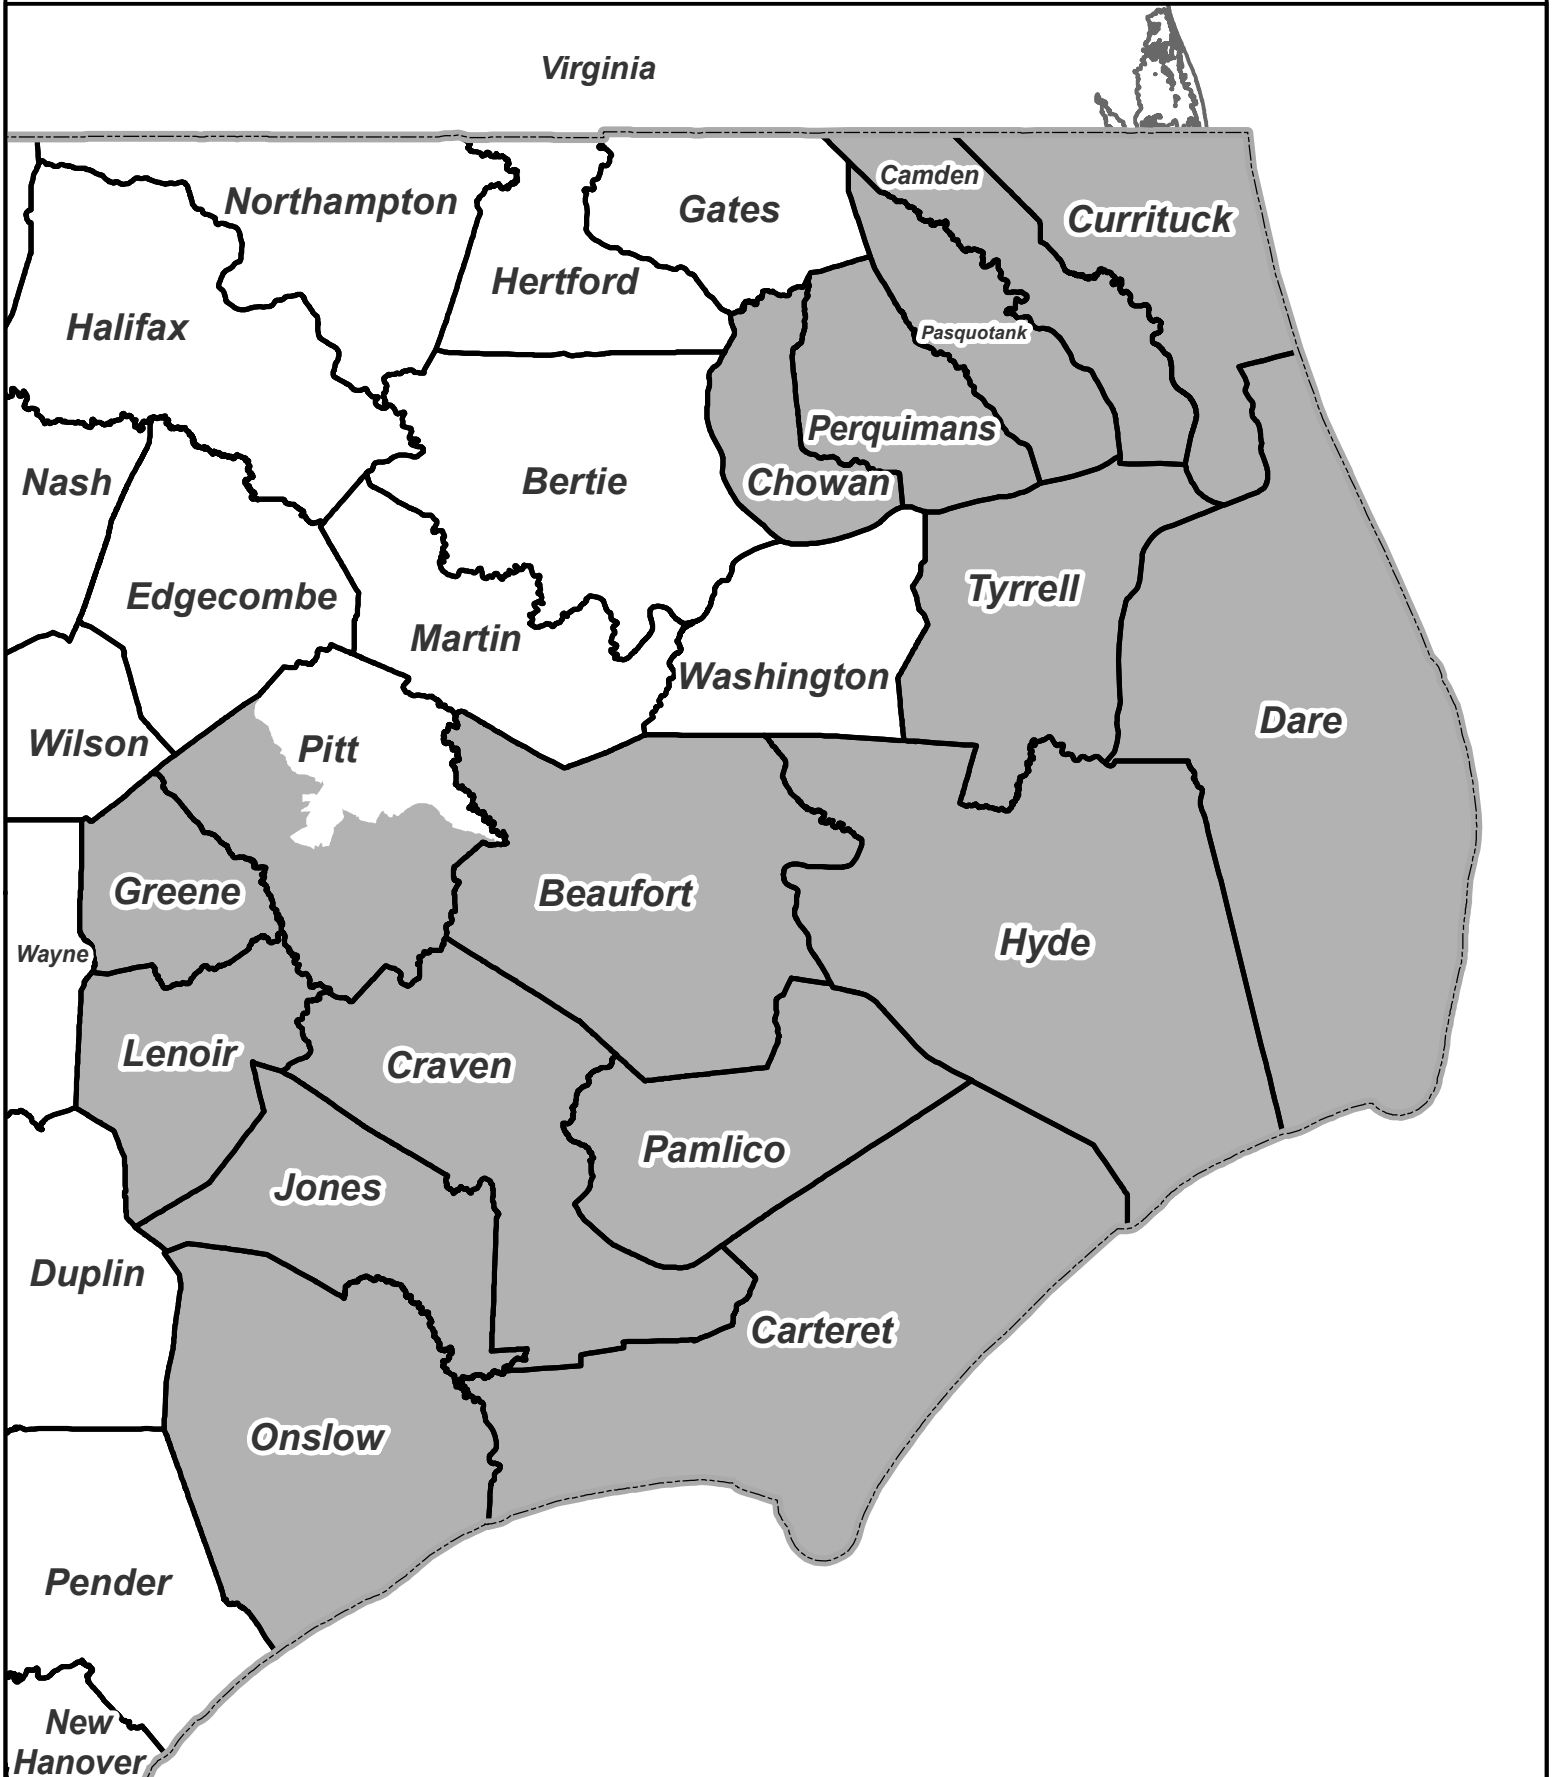 Virginia
Camden
Northampton
Gates
Currituck
Hertford
Halifax
Pasquotank
Perquimans
Nash
Bertie
Chowan
Tyrrell
Edgecombe
Martin
Washington
Dare
Wilson
Pitt
Greene
Beaufort
Hyde
Wayne
Lenoir
Craven
Pamlico
Jones
Duplin
Carteret
Onslow
Pender
New
Hanover